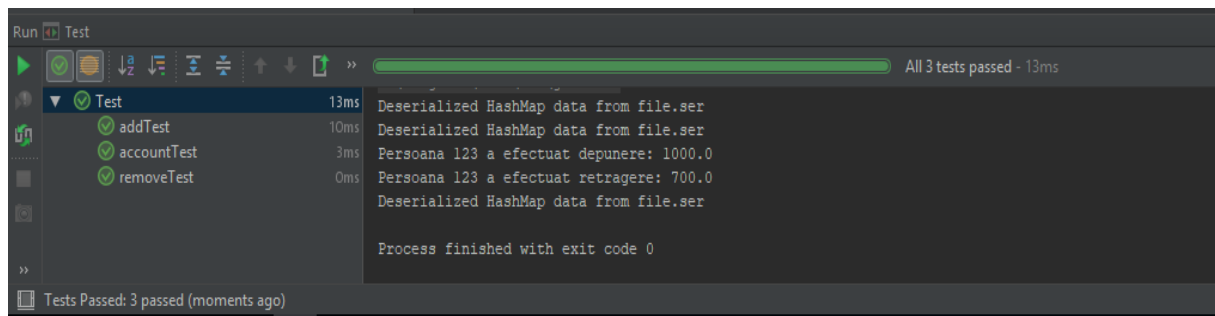 Run Test
All 3 tests passed - 13ms
Test 13ms
addTest 10ms
accountTest 3ms
removeTest 0ms
Deserialized HashMap data from file.ser
Deserialized HashMap data from file.ser
Persoana 123 a efectuat depunere: 1000.0
Persoana 123 a efectuat retragere: 700.0
Deserialized HashMap data from file.ser
Process finished with exit code 0
Tests Passed: 3 passed (moments ago)